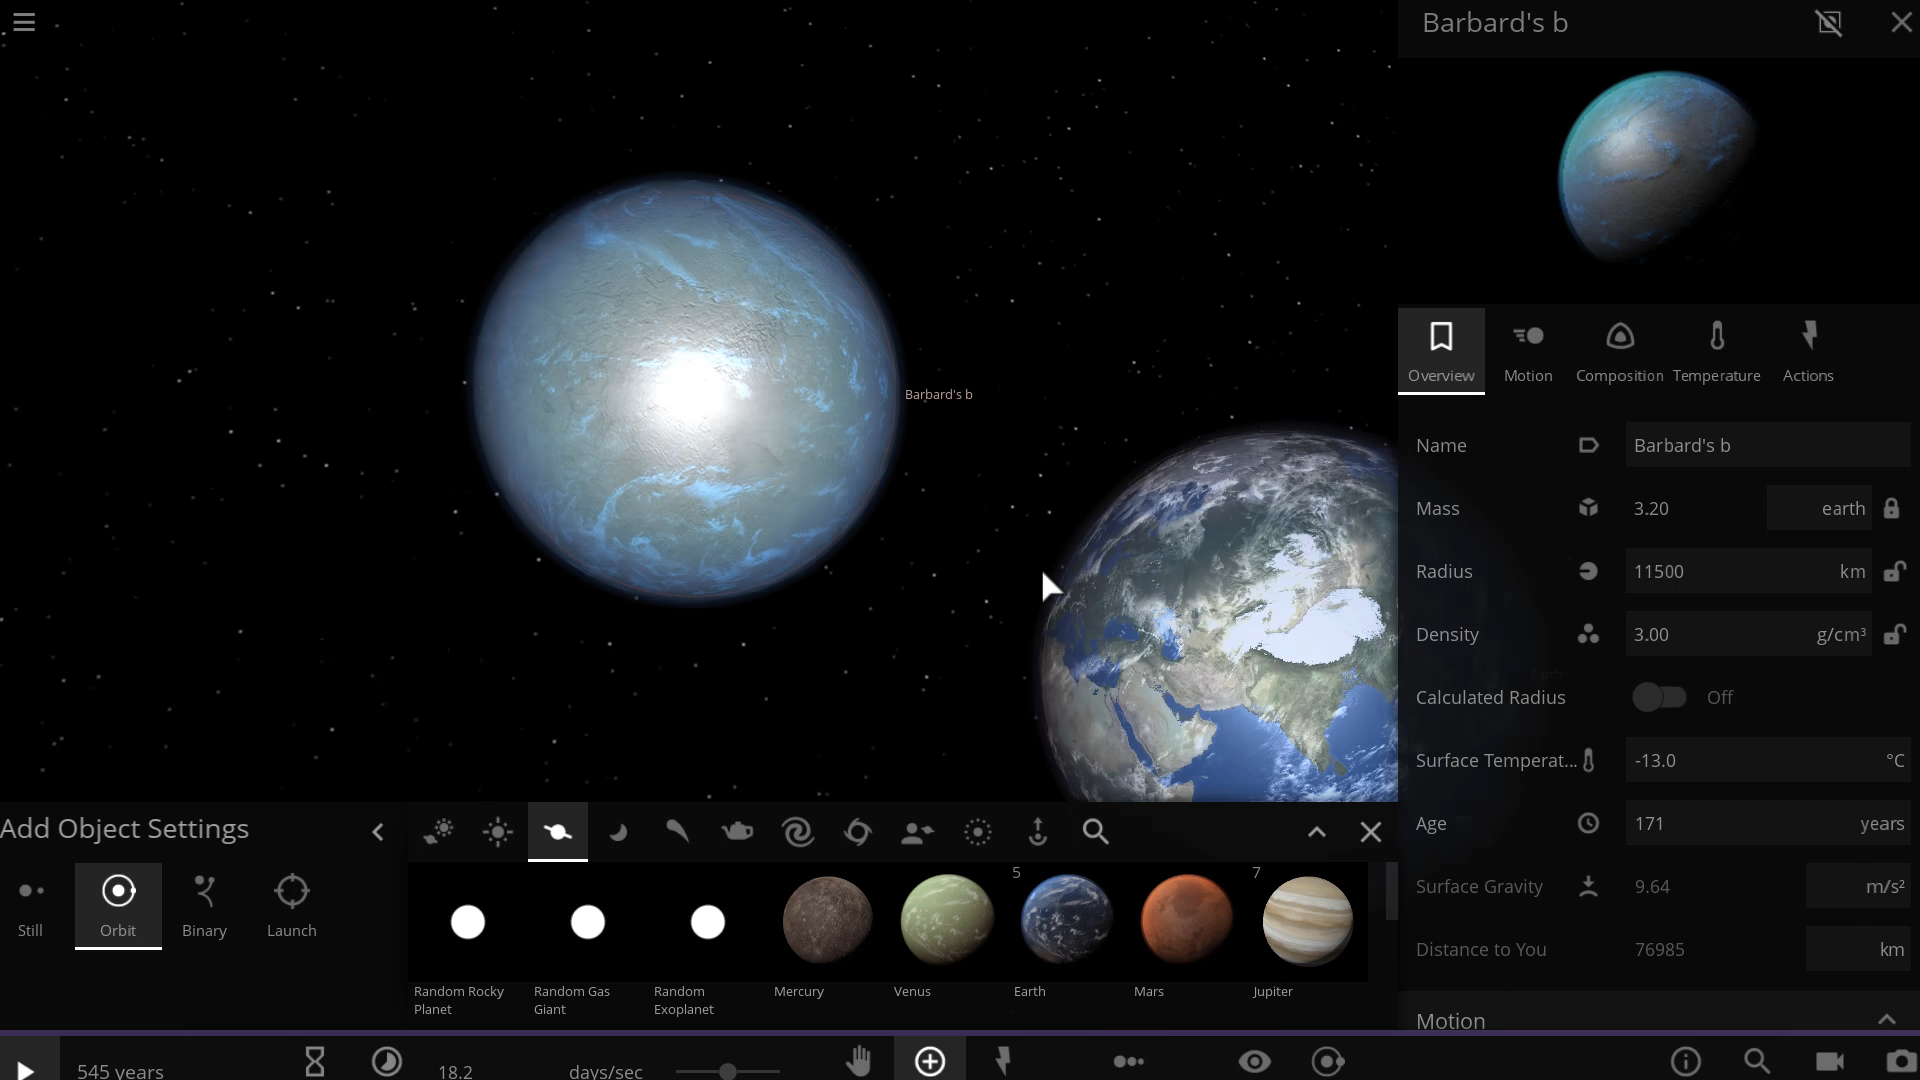 Barbard's b
Barbard's b
Overview
Motion
Composition
Temperature
Actions
Name
Barbard's b
Mass
3.20
earth
Radius
11500
km
Density
3.00
g/cm³
Calculated Radius
Off
Surface Temperat...
-13.0
°C
Age
171
years
Surface Gravity
9.64
m/s²
Distance to You
76985
km
Motion
Add Object Settings
Still
Orbit
Binary
Launch
5
7
Random Rocky
Planet
Random Gas
Giant
Random
Exoplanet
Mercury
Venus
Earth
Mars
Jupiter
545 years
18.2
days/sec